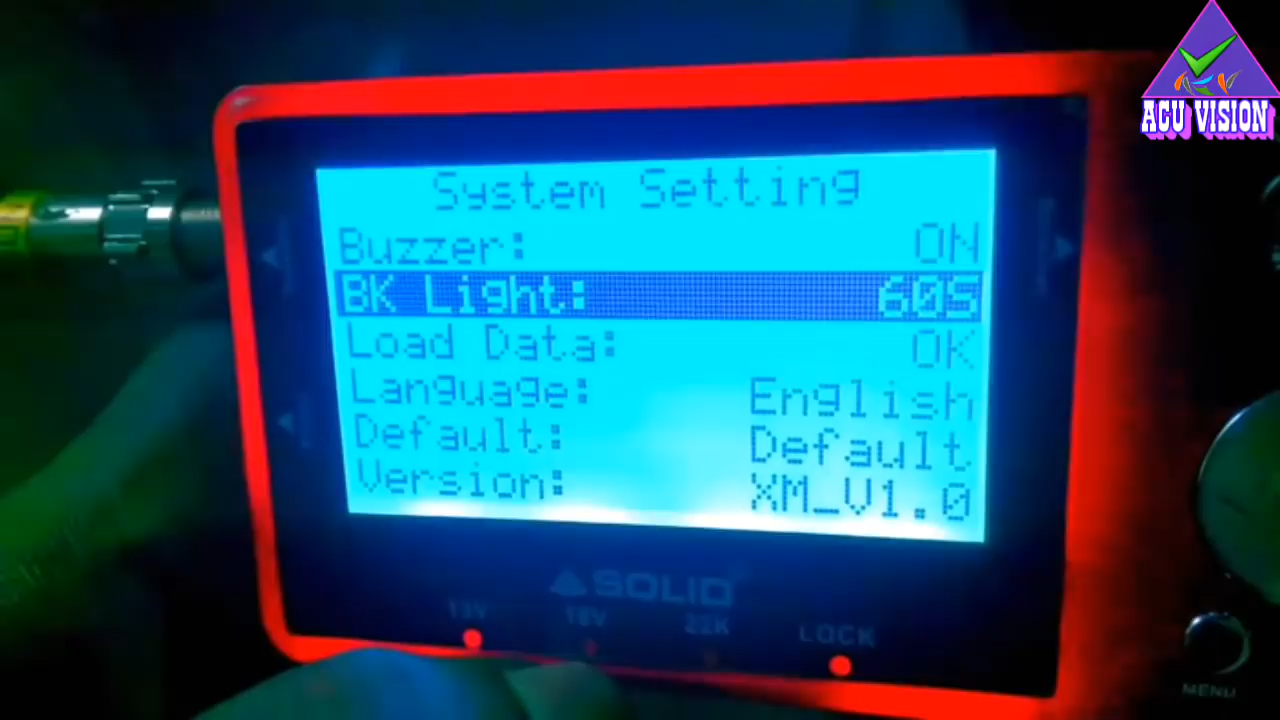 ACU VISION
System Setting
Buzzer: ON
BK Light: 60S
Load Data: OK
Language: English
Default: Default
Version: XM_V1.0
SOLID
13V 18V 22K LOCK
MENU